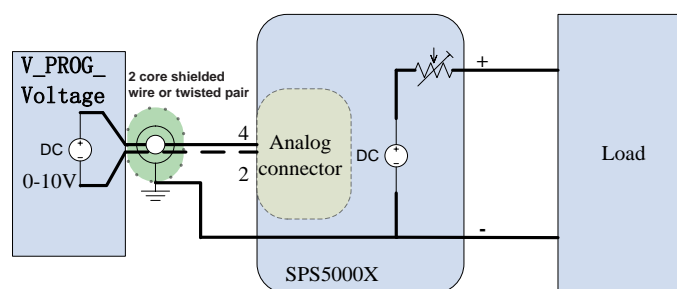 V_PROG_
Voltage
DC
0-10V
2 core shielded
wire or twisted pair
4
2
Analog
connector
DC
+
-
SPS5000X
Load